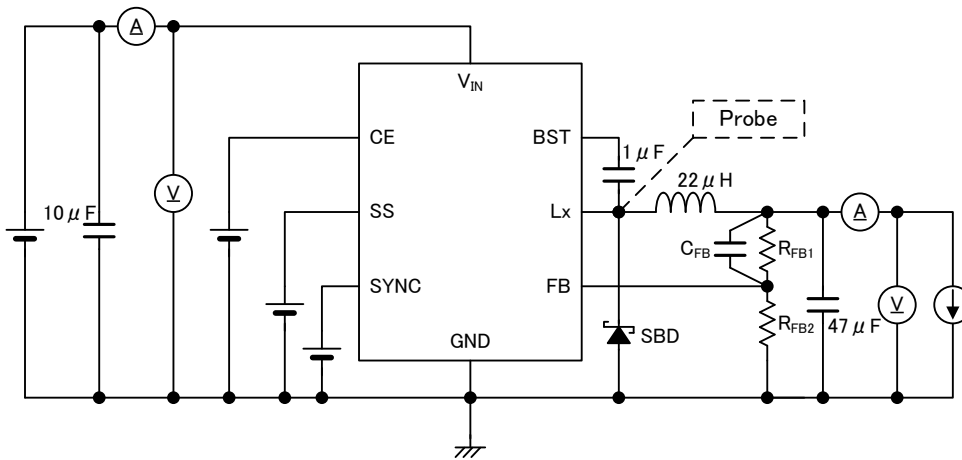 A
Probe
V_IN
CE
BST
1μF
22μH
V
10μF
SS
Lx
A
C_FB
R_FB1
SYNC
FB
V
R_FB2
47μF
GND
SBD